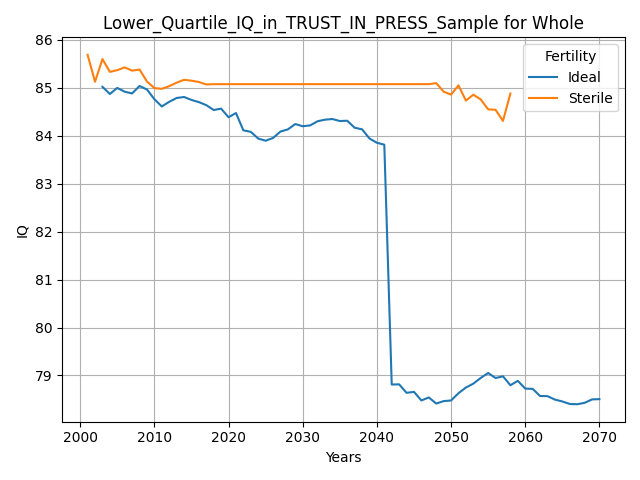 Lower_Quartile_IQ_in_TRUST_IN_PRESS_Sample for Whole
Fertility
Ideal
Sterile
IQ
86
85
84
83
82
81
80
79
2000 2010 2020 2030 2040 2050 2060 2070
Years